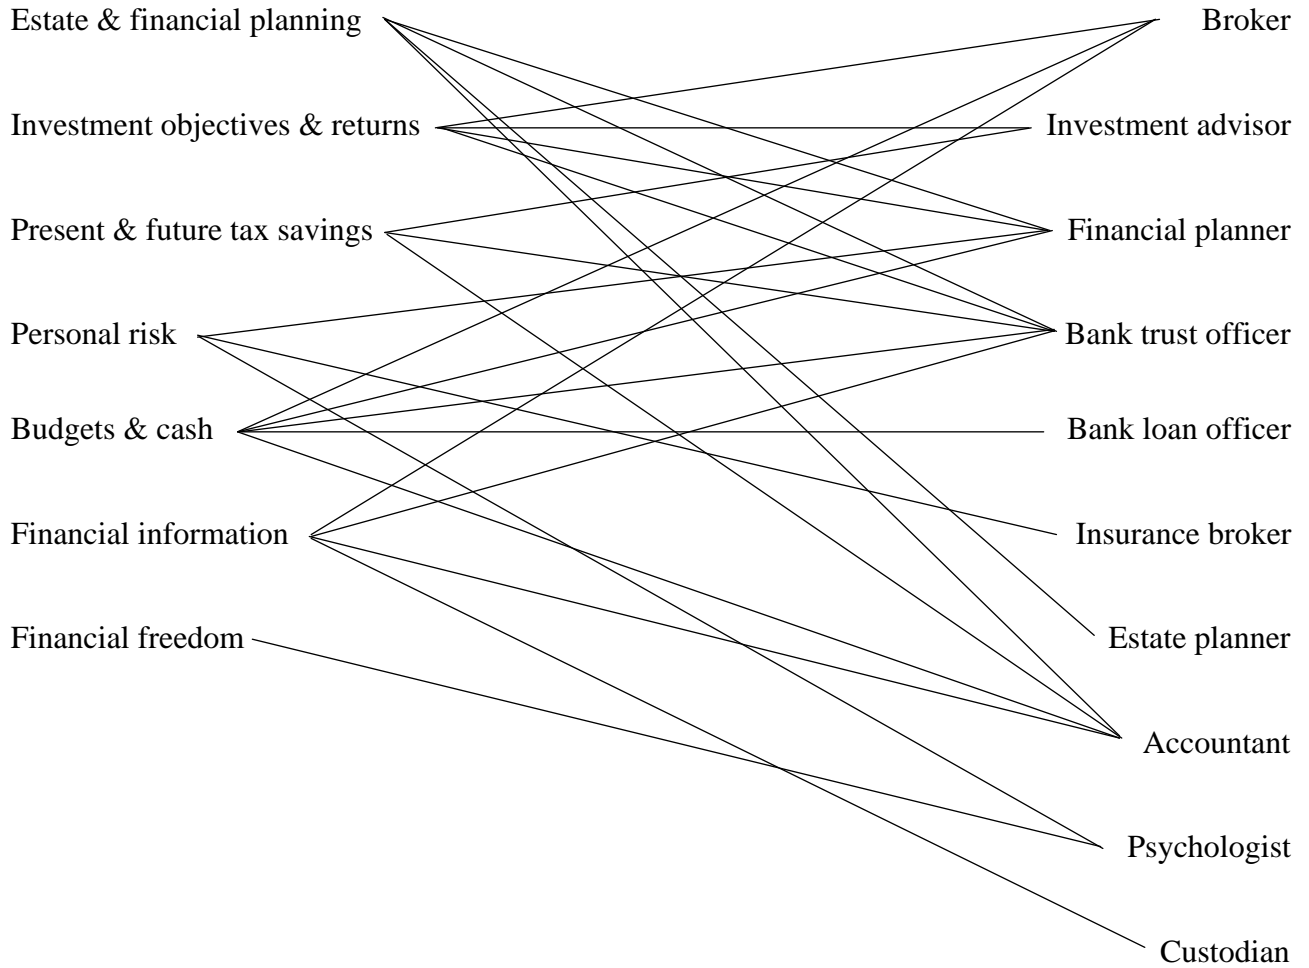 Estate & financial planning
Broker
Investment objectives & returns
Investment advisor
Present & future tax savings
Financial planner
Personal risk
Bank trust officer
Budgets & cash
Bank loan officer
Financial information
Insurance broker
Financial freedom
Estate planner
Accountant
Psychologist
Custodian